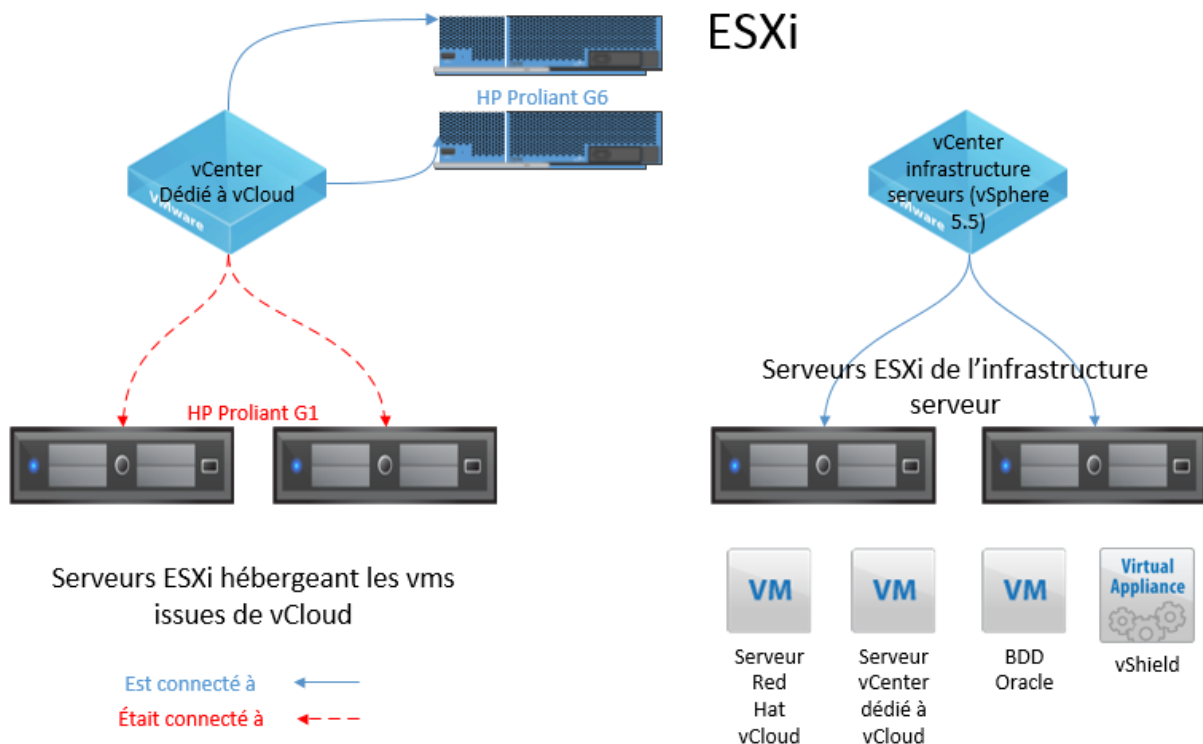 ESXi
HP Proliant G6
vCenter
Dédié à vCloud
VMware
vCenter
infrastructure
serveurs (vSphere
5.5)
VMware
HP Proliant G1
Serveurs ESXi de l'infrastructure
serveur
Serveurs ESXi hébergeant les vms
issues de vCloud
Est connecté à
Était connecté à
VM
Serveur
Red
Hat
vCloud
VM
Serveur
vCenter
dédié à
vCloud
VM
BDD
Oracle
Virtual
Appliance
vShield